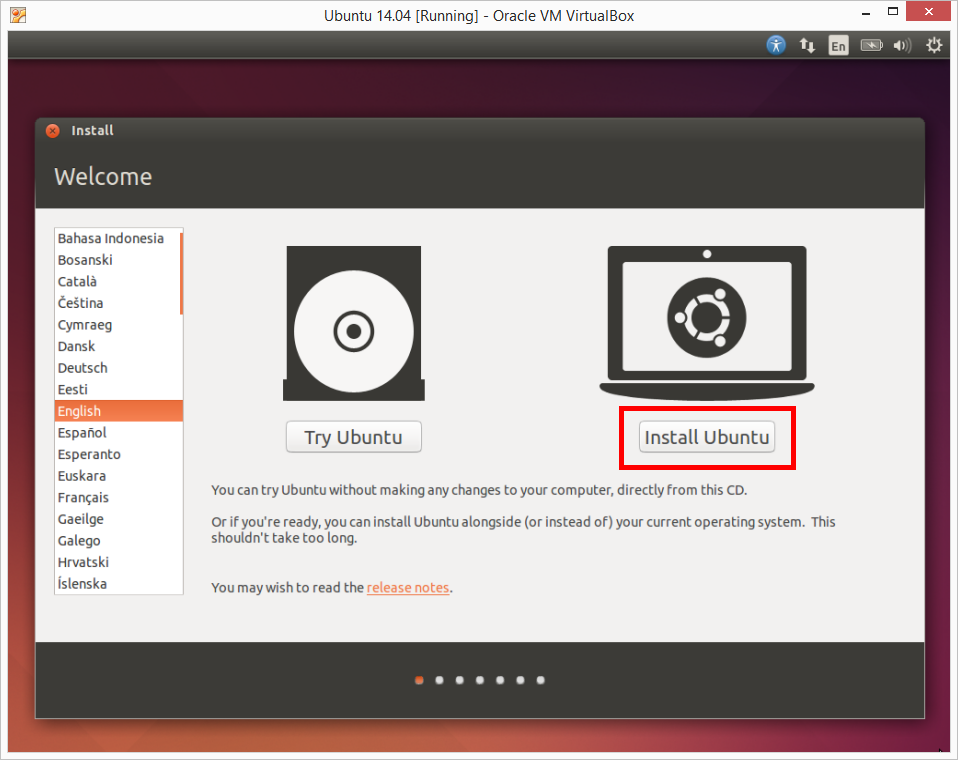 Ubuntu 14.04 [Running] - Oracle VM VirtualBox
En
Install
Welcome
Bahasa Indonesia
Bosanski
Català
Čeština
Cymraeg
Dansk
Deutsch
Eesti
English
Español
Esperanto
Euskara
Français
Gaeilge
Galego
Hrvatski
Íslenska
Try Ubuntu
Install Ubuntu
You can try Ubuntu without making any changes to your computer, directly from this CD.
Or if you're ready, you can install Ubuntu alongside (or instead of) your current operating system. This
shouldn't take too long.
You may wish to read the release notes.